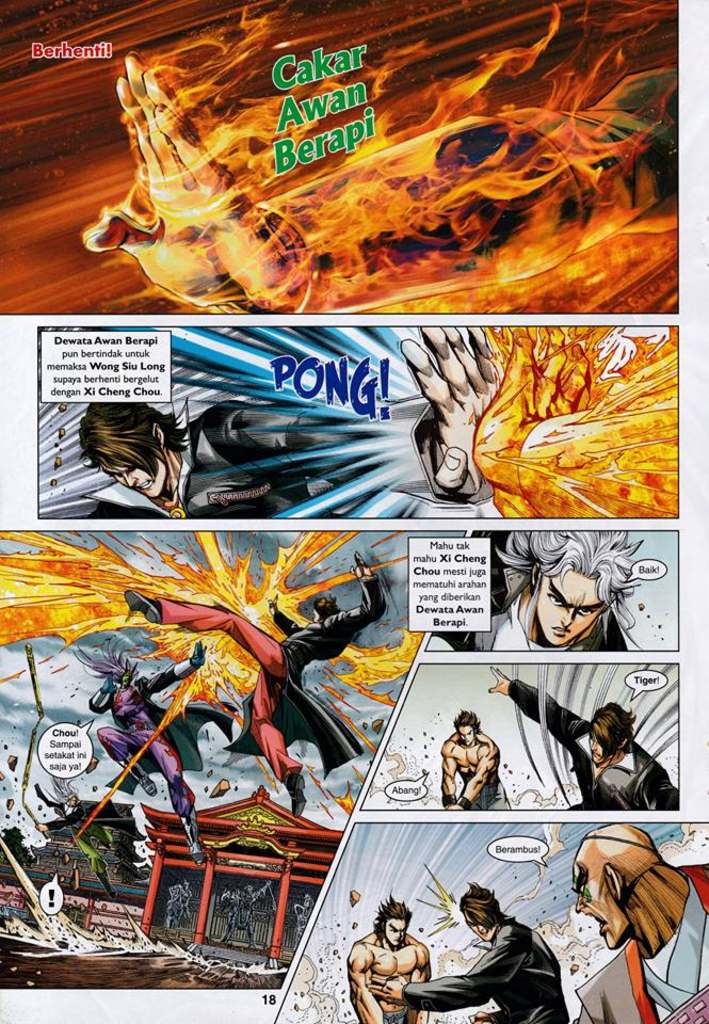 Berhenti!
Cakar
Awan
Berapi
Dewata Awan Berapi
pun bertindak untuk
memaksa Wong Siu Long
supaya berhenti bergelut
dengan Xi Cheng Chou.
PONG!
Mahu tak
mahu Xi Cheng
Chou mesti juga
mematuhi arahan
yang diberikan
Dewata Awan
Berapi.
Baik!
Chou!
Sampai
setakat ini
saja ya!
!
Tiger!
Abang!
Berambus!
18